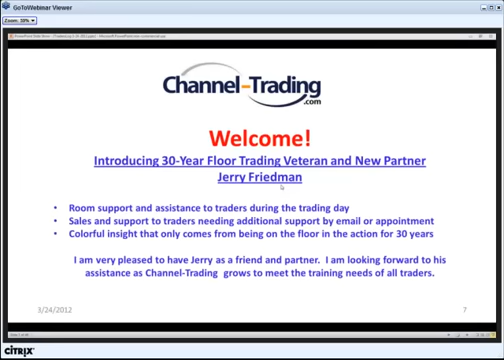 GoToWebinar Viewer
Zoom: 38%
Channel-Trading
.com
Welcome!
Introducing 30-Year Floor Trading Veteran and New Partner
Jerry Friedman
• Room support and assistance to traders during the trading day
• Sales and support to traders needing additional support by email or appointment
• Colorful insight that only comes from being on the floor in the action for 30 years
I am very pleased to have Jerry as a friend and partner. I am looking forward to his
assistance as Channel-Trading grows to meet the training needs of all traders.
3/24/2012
7
CITRIX